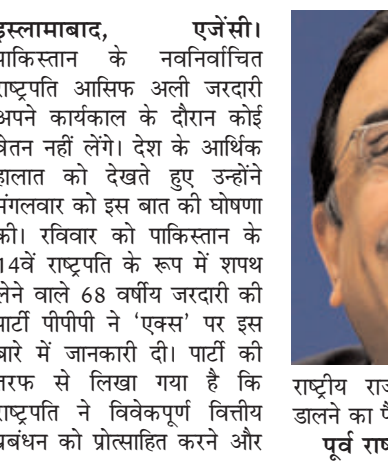 इस्लामाबाद, एजेंसी।
पाकिस्तान के नवनिर्वाचित
राष्ट्रपति आसिफ अली जरदारी
अपने कार्यकाल के दौरान कोई
वेतन नहीं लेंगे। देश के आर्थिक
हालात को देखते हुए उन्होंने
मंगलवार को इस बात की घोषणा
की। रविवार को पाकिस्तान के
14वें राष्ट्रपति के रूप में शपथ
लेने वाले 68 वर्षीय जरदारी की
पार्टी पीपीपी ने ‘एक्स’ पर इस
बारे में जानकारी दी। पार्टी की
तरफ से लिखा गया है कि
राष्ट्रपति ने विवेकपूर्ण वित्तीय
प्रबंधन को प्रोत्साहित करने और
राष्ट्रीय
डालने का
पूर्व